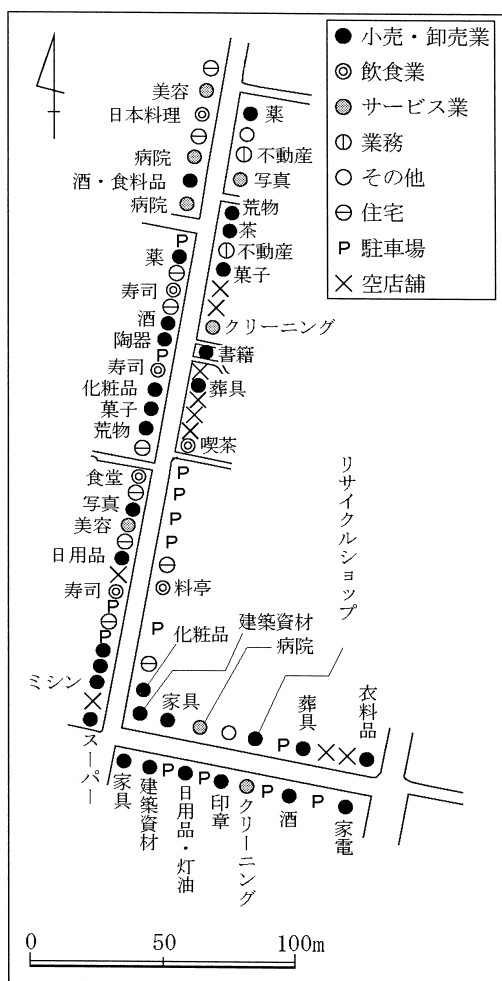 小売・卸売業
飲食業
サービス業
業務
その他
住宅
P 駐車場
空店舗
美容
日本料理
病院
酒・食料品
病院
薬
不動産
写真
荒物
茶
不動産
菓子
クリーニング
書籍
葬具
喫茶
P
薬
寿司
酒
陶器
P
寿司
化粧品
菓子
荒物
食堂
写真
美容
日用品
寿司
P
P
ミシン
スーパー
P
P
P
P
料亭
P
化粧品
建築資材
家具
病院
リサイクルショップ
P
葬具
衣料品
家具
建築資材
P
日用品・灯油
P
印章
クリーニング
P
酒
P
家電
0 50 100m